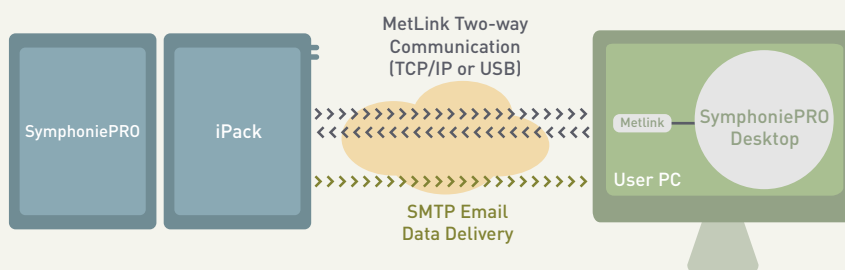 MetLink Two-way
Communication
(TCP/IP or USB)
SymphoniePRO
iPack
Metlink
SymphoniePRO
Desktop
User PC
SMTP Email
Data Delivery